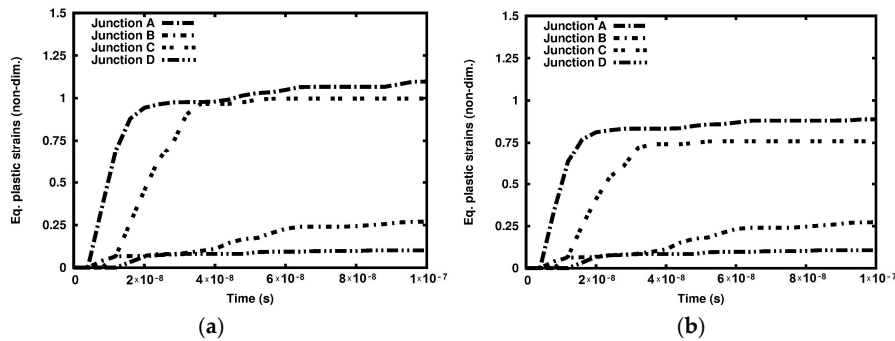 1.5
1.25
1
0.75
0.5
0.25
0
Eq. plastic strains (non-dim.)
Junction A
Junction B
Junction C
Junction D
0 2×10-8 4×10-8 6×10-8 8×10-8 1×10-7
Time (s)
(a)
1.5
1.25
1
0.75
0.5
0.25
0
Eq. plastic strains (non-dim.)
Junction A
Junction B
Junction C
Junction D
0 2×10-8 4×10-8 6×10-8 8×10-8 1×10-7
Time (s)
(b)